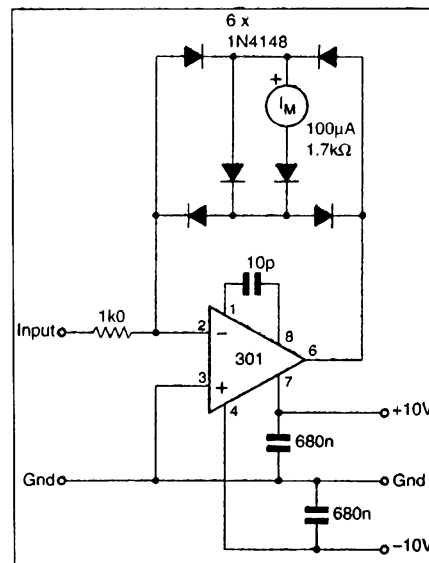 6 x
1N4148
+
IM
100µA
1.7kΩ
10p
1k0
Input
1
2
−
8
301
6
3
+
7
4
+10V
680n
Gnd
Gnd
680n
−10V